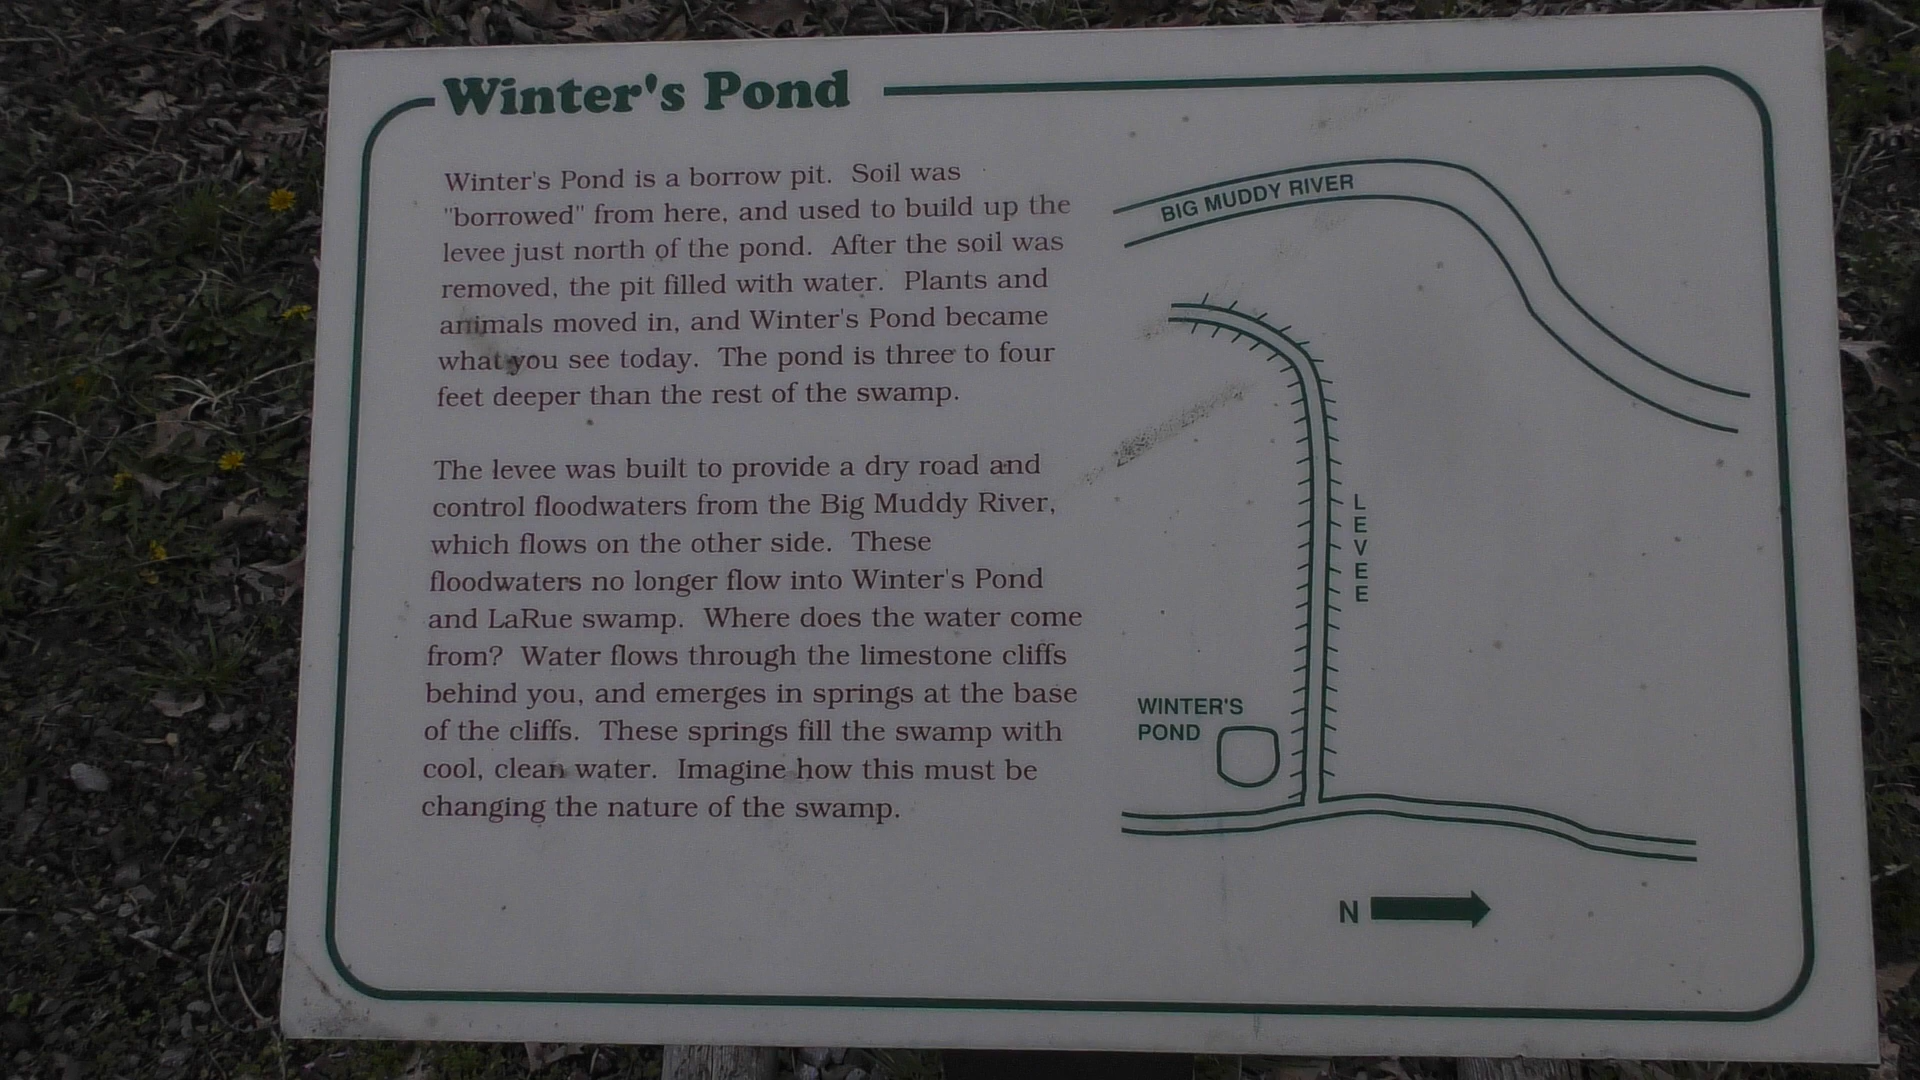 Winter's Pond
Winter's Pond is a borrow pit. Soil was
"borrowed" from here, and used to build up the
levee just north of the pond. After the soil was
removed, the pit filled with water. Plants and
animals moved in, and Winter's Pond became
what you see today. The pond is three to four
feet deeper than the rest of the swamp.
The levee was built to provide a dry road and
control floodwaters from the Big Muddy River,
which flows on the other side. These
floodwaters no longer flow into Winter's Pond
and LaRue swamp. Where does the water come
from? Water flows through the limestone cliffs
behind you, and emerges in springs at the base
of the cliffs. These springs fill the swamp with
cool, clean water. Imagine how this must be
changing the nature of the swamp.
BIG MUDDY RIVER
LEVEE
WINTER'S
POND
N